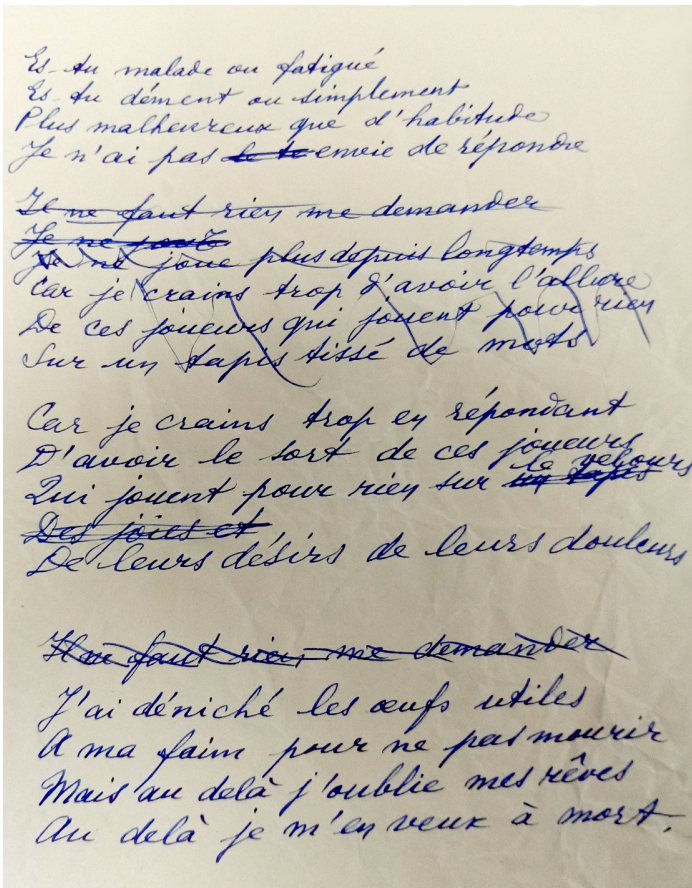 Es-tu malade ou fatigué
Es-tu dément ou simplement
Plus malheureux que d'habitude
Je n'ai pas le te envie de répondre
Il ne faut rien me demander
Je ne joue
Je ne joue plus depuis longtemps
Car je crains trop d'avoir l'allure
De ces joueurs qui jouent pour rien
Sur un tapis tissé de mots
Car je crains trop en répondant
D'avoir le sort de ces joueurs
le velours
Qui jouent pour rien sur un tapis
Des joies et
De leurs désirs de leurs douleurs
Il ne faut rien me demander
J'ai déniché les œufs utiles
A ma faim pour ne pas mourir
Mais au delà j'oublie mes rêves
Au delà je m'en veux à mort.